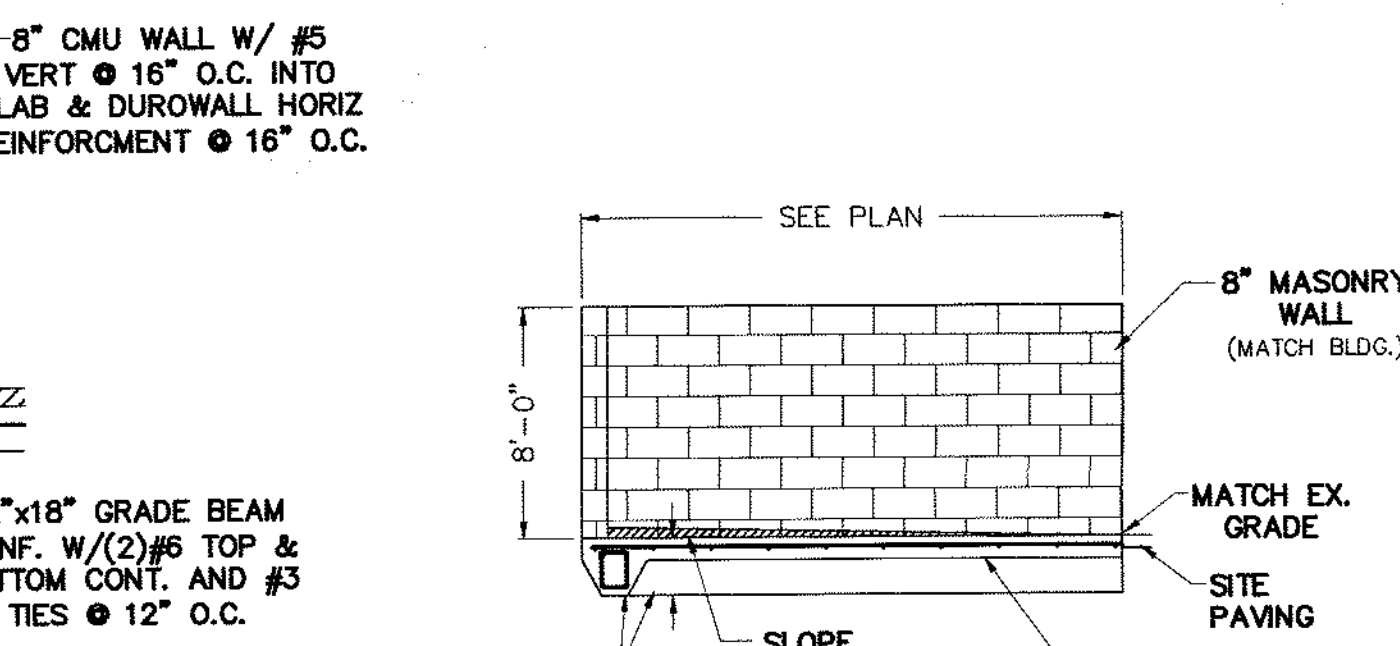 8" CMU WALL W/ #5
VERT @ 16" O.C. INTO
LAB & DUROWALL HORIZ
EINFORCMENT @ 16" O.C.
SEE PLAN
8" MASONRY
WALL
(MATCH BLDG.)
8'-0"
MATCH EX.
GRADE
"x18" GRADE BEAM
NF. W/(2)#6 TOP &
TTOM CONT. AND #3
TIES @ 12" O.C.
SITE
PAVING
SLOPE